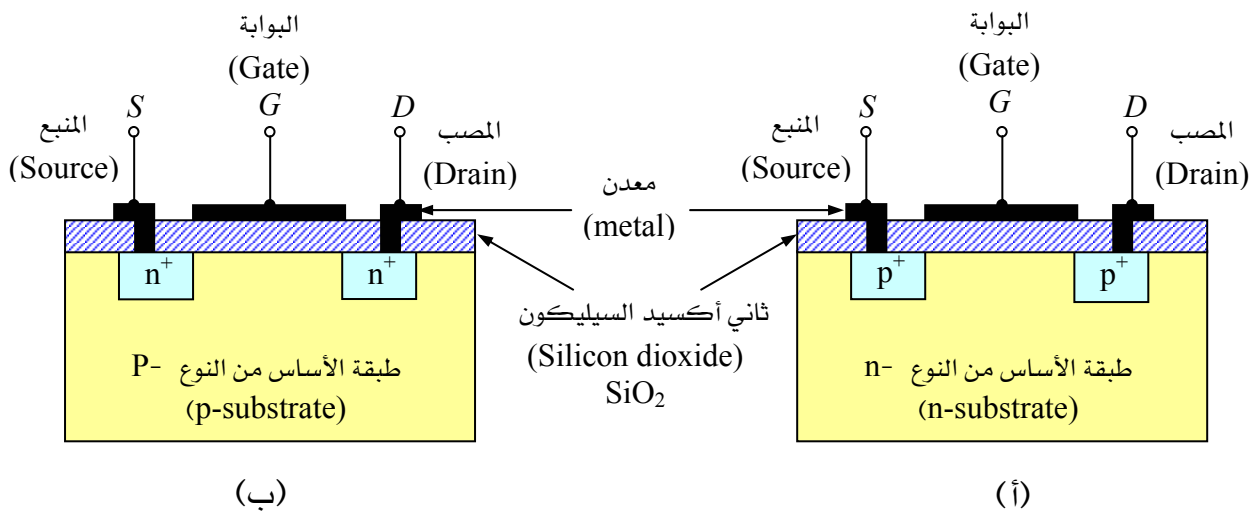 البوابة
(Gate)
S
G
D
المنبع
(Source)
المصب
(Drain)
n+
n+
طبقة الأساس من النوع P-
(p-substrate)
(ب)
معدن
(metal)
ثاني أكسيد السيليكون
(Silicon dioxide)
SiO2
البوابة
(Gate)
S
G
D
المنبع
(Source)
المصب
(Drain)
p+
p+
طبقة الأساس من النوع n-
(n-substrate)
(أ)